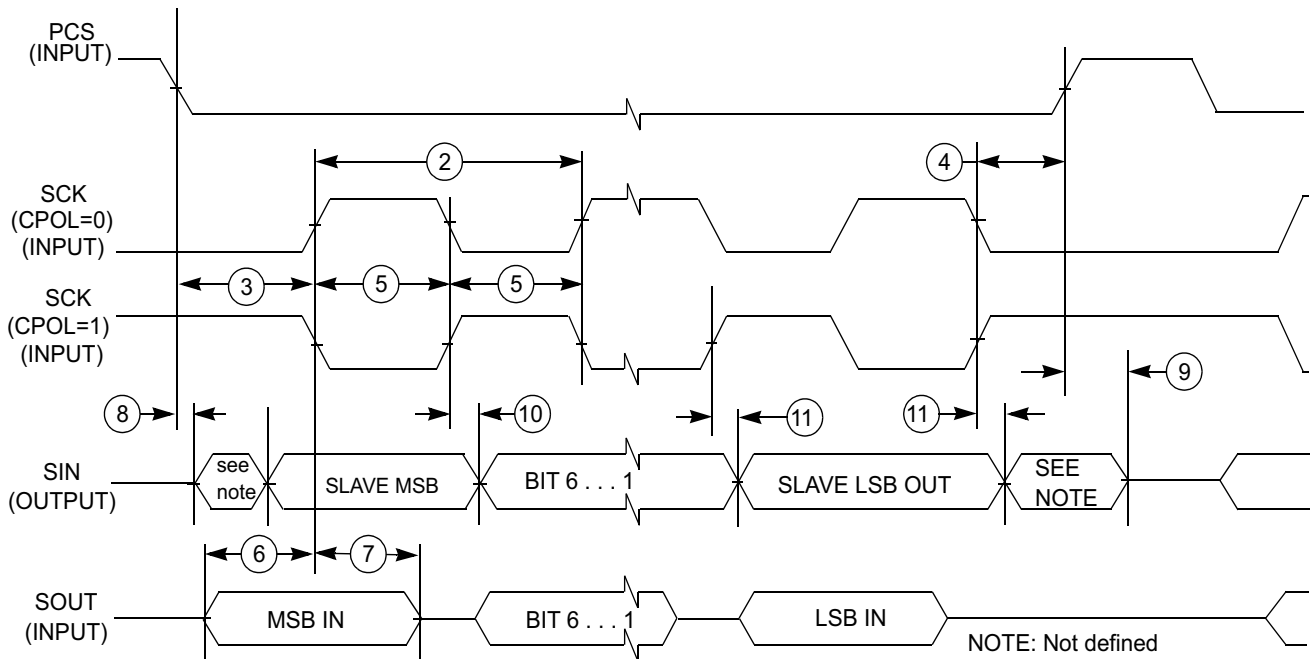 PCS
(INPUT)
2
4
SCK
(CPOL=0)
(INPUT)
3
5
5
SCK
(CPOL=1)
(INPUT)
9
8
10
11
11
SIN
(OUTPUT)
see
note
SLAVE MSB
BIT 6 . . . 1
SLAVE LSB OUT
SEE
NOTE
6
7
SOUT
(INPUT)
MSB IN
BIT 6 . . . 1
LSB IN
NOTE: Not defined